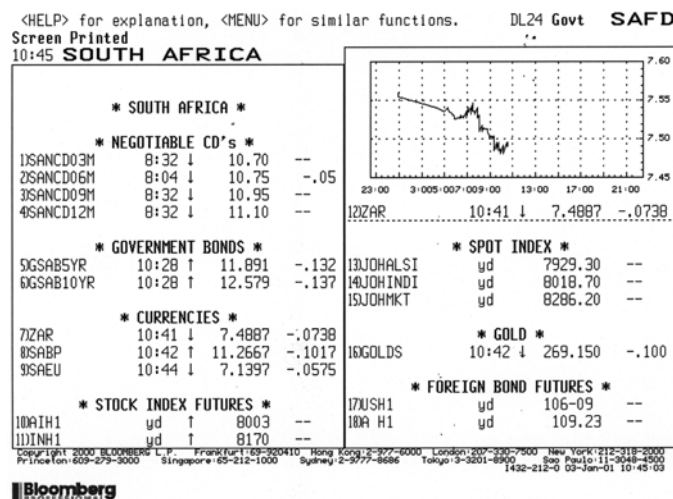 <HELP> for explanation, <MENU> for similar functions. DL24 Govt SAFD
Screen Printed
10:45 SOUTH AFRICA
* SOUTH AFRICA *
* NEGOTIABLE CD's *
1)SANCD03M 8:32 ↓ 10.70 --
2)SANCD06M 8:04 ↓ 10.75 -.05
3)SANCD09M 8:32 ↓ 10.95 --
4)SANCD12M 8:32 ↓ 11.10 --
* GOVERNMENT BONDS *
5)GSAB5YR 10:28 ↑ 11.891 -.132
6)GSAB10YR 10:28 ↑ 12.579 -.137
* CURRENCIES *
7)ZAR 10:41 ↓ 7.4887 -.0738
8)SABP 10:42 ↑ 11.2667 -.1017
9)SAEU 10:44 ↓ 7.1397 -.0575
* STOCK INDEX FUTURES *
10)AIH1 yd ↑ 8003 --
11)INH1 yd ↑ 8170 --
7.60
7.55
7.50
7.45
23:00 3:00 5:00 7:00 9:00 13:00 17:00 21:00
12)ZAR 10:41 ↓ 7.4887 -.0738
* SPOT INDEX *
13)JOHALSI yd 7929.30 --
14)JOHINDI yd 8018.70 --
15)JOHMKT yd 8286.20 --
* GOLD *
16)GOLDS 10:42 ↓ 269.150 -.100
* FOREIGN BOND FUTURES *
17)USH1 yd 106-09 --
18)A H1 yd 109.23 --
Copyright 2000 BLOOMBERG L.P. Frankfurt:69-920410 Hong Kong:2-977-6000 London:207-330-7500 New York:212-318-2000
Princeton:609-279-3000 Singapore:65-212-1000 Sydney:2-9777-8686 Tokyo:3-3201-8900 Sao Paulo:11-3048-4500
I432-212-0 03-Jan-01 10:45:03
Bloomberg